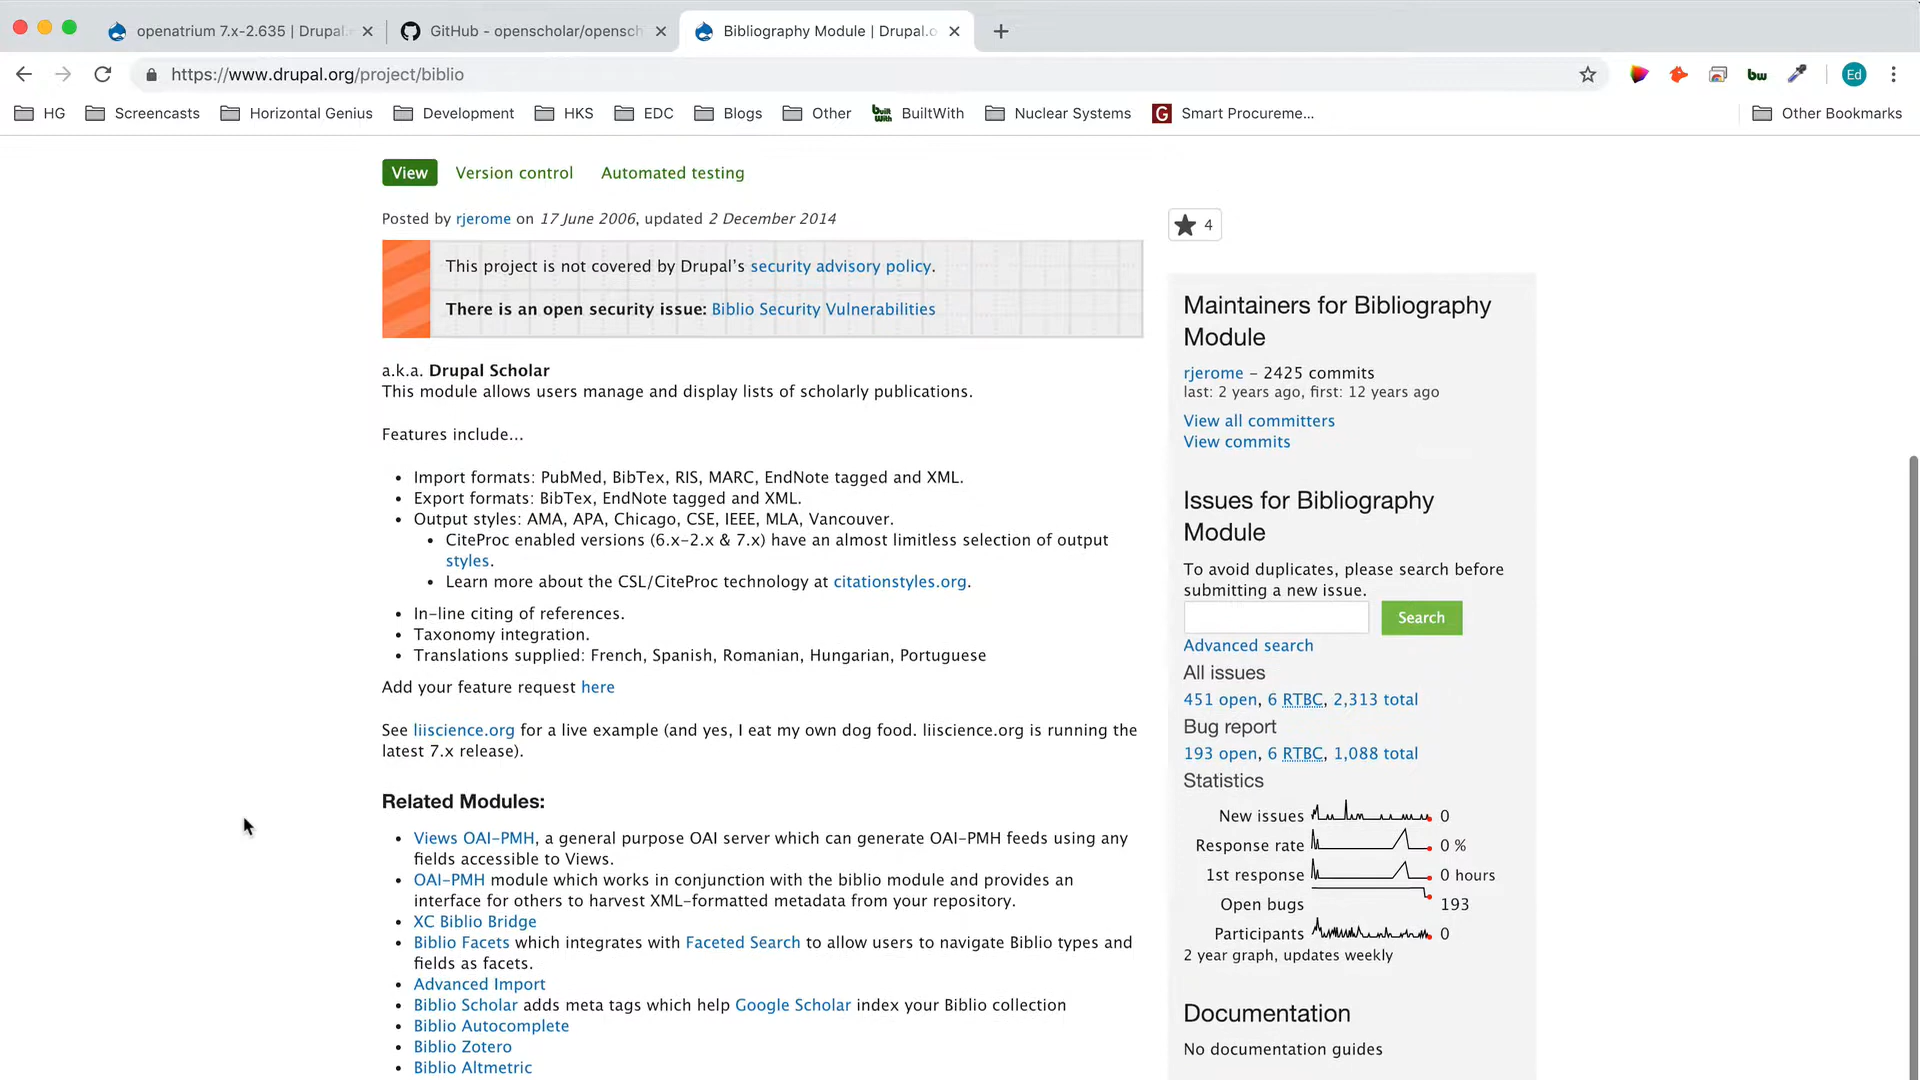 openatrium 7.x-2.635 | Drupal.
GitHub - openscholar/opensch
Bibliography Module | Drupal.o
https://www.drupal.org/project/biblio
bw
Ed
HG
Screencasts
Horizontal Genius
Development
HKS
EDC
Blogs
Other
BuiltWith
Nuclear Systems
G
Smart Procureme...
Other Bookmarks
View
Version control
Automated testing
Posted by rjerome on 17 June 2006, updated 2 December 2014
This project is not covered by Drupal’s security advisory policy.
There is an open security issue: Biblio Security Vulnerabilities
a.k.a. Drupal Scholar
This module allows users manage and display lists of scholarly publications.
Features include...
• Import formats: PubMed, BibTex, RIS, MARC, EndNote tagged and XML.
• Export formats: BibTex, EndNote tagged and XML.
• Output styles: AMA, APA, Chicago, CSE, IEEE, MLA, Vancouver.
• CiteProc enabled versions (6.x-2.x & 7.x) have an almost limitless selection of output
styles.
• Learn more about the CSL/CiteProc technology at citationstyles.org.
• In-line citing of references.
• Taxonomy integration.
• Translations supplied: French, Spanish, Romanian, Hungarian, Portuguese
Add your feature request here
See liiscience.org for a live example (and yes, I eat my own dog food. liiscience.org is running the
latest 7.x release).
Related Modules:
• Views OAI-PMH, a general purpose OAI server which can generate OAI-PMH feeds using any
fields accessible to Views.
• OAI-PMH module which works in conjunction with the biblio module and provides an
interface for others to harvest XML-formatted metadata from your repository.
• XC Biblio Bridge
• Biblio Facets which integrates with Faceted Search to allow users to navigate Biblio types and
fields as facets.
• Advanced Import
• Biblio Scholar adds meta tags which help Google Scholar index your Biblio collection
• Biblio Autocomplete
• Biblio Zotero
• Biblio Altmetric
4
Maintainers for Bibliography
Module
rjerome – 2425 commits
last: 2 years ago, first: 12 years ago
View all committers
View commits
Issues for Bibliography
Module
To avoid duplicates, please search before
submitting a new issue.
Search
Advanced search
All issues
451 open, 6 RTBC, 2,313 total
Bug report
193 open, 6 RTBC, 1,088 total
Statistics
New issues 0
Response rate 0 %
1st response 0 hours
Open bugs 193
Participants 0
2 year graph, updates weekly
Documentation
No documentation guides